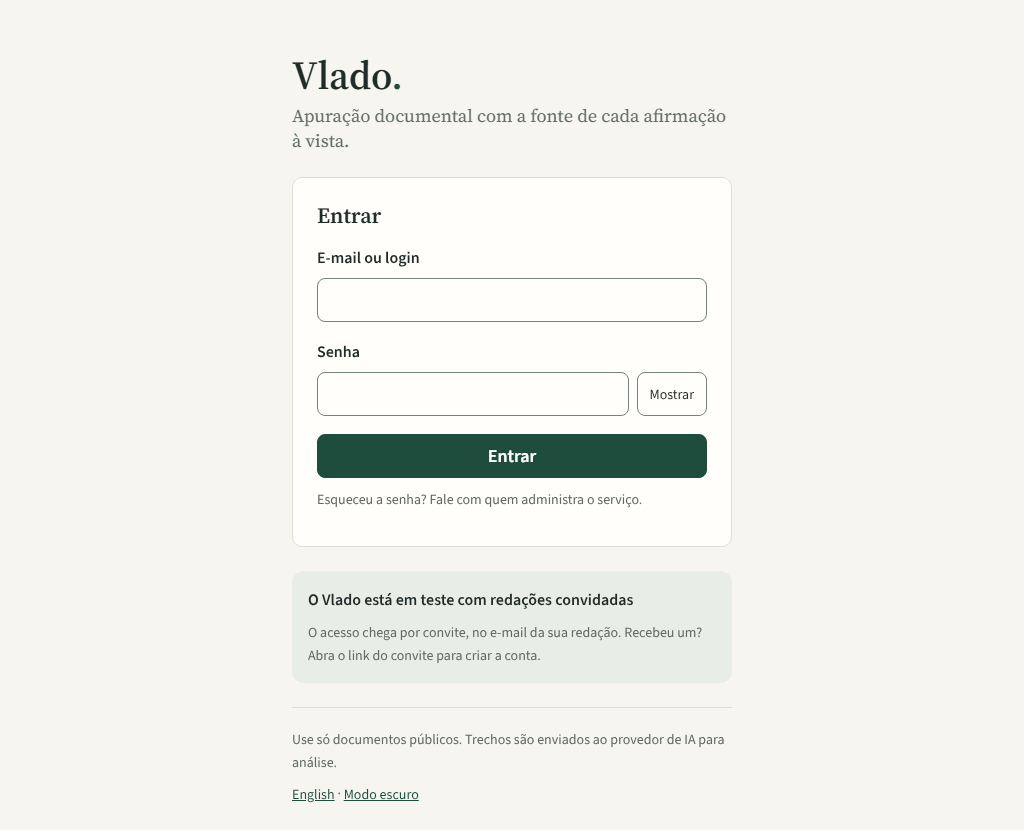 Vlado.
Apuração documental com a fonte de cada afirmação
à vista.
Entrar
E-mail ou login
Senha
Mostrar
Entrar
Esqueceu a senha? Fale com quem administra o serviço.
O Vlado está em teste com redações convidadas
O acesso chega por convite, no e-mail da sua redação. Recebeu um?
Abra o link do convite para criar a conta.
Use só documentos públicos. Trechos são enviados ao provedor de IA para
análise.
English · Modo escuro